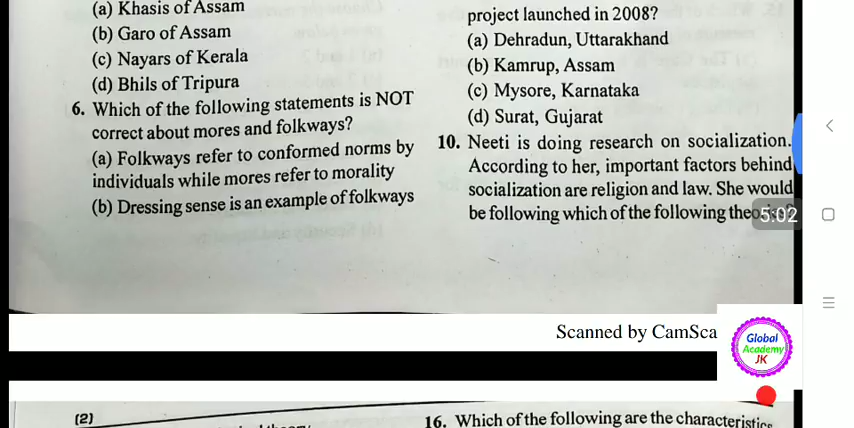 (a) Khasis of Assam
(b) Garo of Assam
(c) Nayars of Kerala
(d) Bhils of Tripura
6. Which of the following statements is NOT
correct about mores and folkways?
(a) Folkways refer to conformed norms by
individuals while mores refer to morality
(b) Dressing sense is an example of folkways
project launched in 2008?
(a) Dehradun, Uttarakhand
(b) Kamrup, Assam
(c) Mysore, Karnataka
(d) Surat, Gujarat
10. Neeti is doing research on socialization.
According to her, important factors behind
socialization are religion and law. She would
be following which of the following
5:02
Scanned by CamSca
Global
Academy
JK
(2)
16. Which of the following are the characteristics